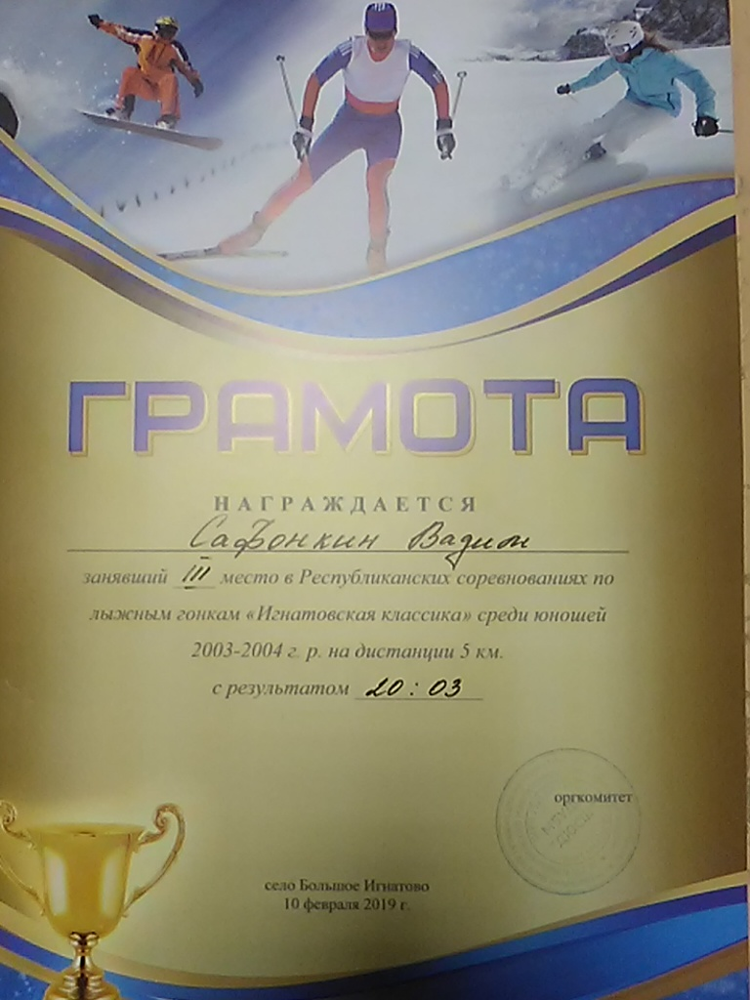 ГРАМОТА
НАГРАЖДАЕТСЯ
Сафонкин Вадим
занявший III место в Республиканских соревнованиях по
лыжным гонкам «Игнатовская классика» среди юношей
2003-2004 г. р. на дистанции 5 км.
с результатом 20 : 03
оргкомитет
село Большое Игнатово
10 февраля 2019 г.